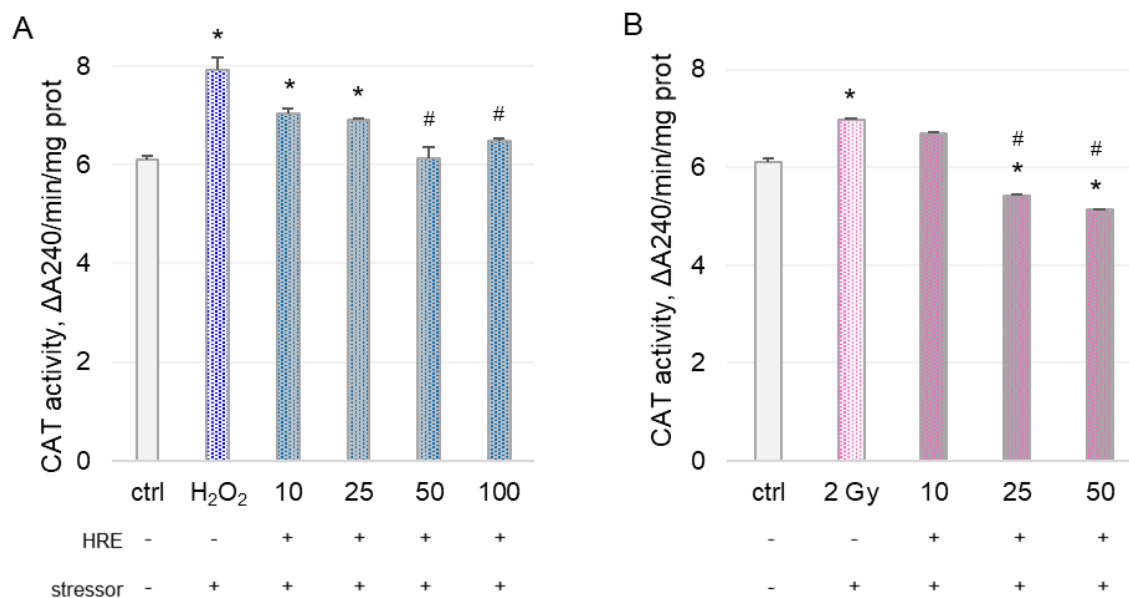 A
CAT activity, ΔA240/min/mg prot
8
6
4
2
0
*
*
*
#
#
ctrl H₂O₂ 10 25 50 100
HRE - - + + + +
stressor - + + + + +
B
CAT activity, ΔA240/min/mg prot
8
6
4
2
0
*
#
*
#
*
ctrl 2 Gy 10 25 50
- - + + +
- + + + +